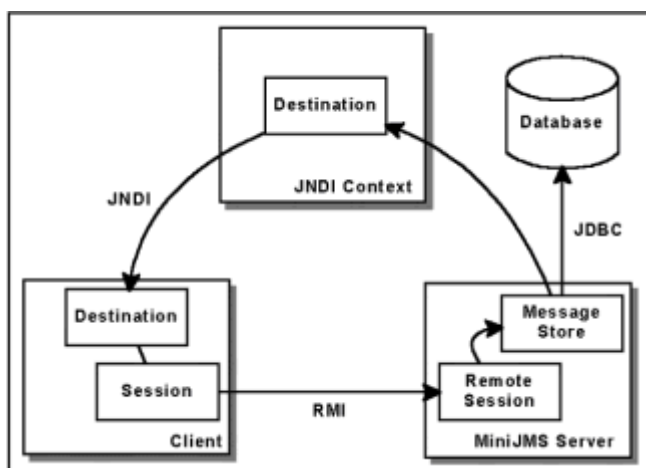 Destination
JNDI Context
Database
JNDI
JDBC
Destination
Session
Client
RMI
Message
Store
Remote
Session
MiniJMS Server